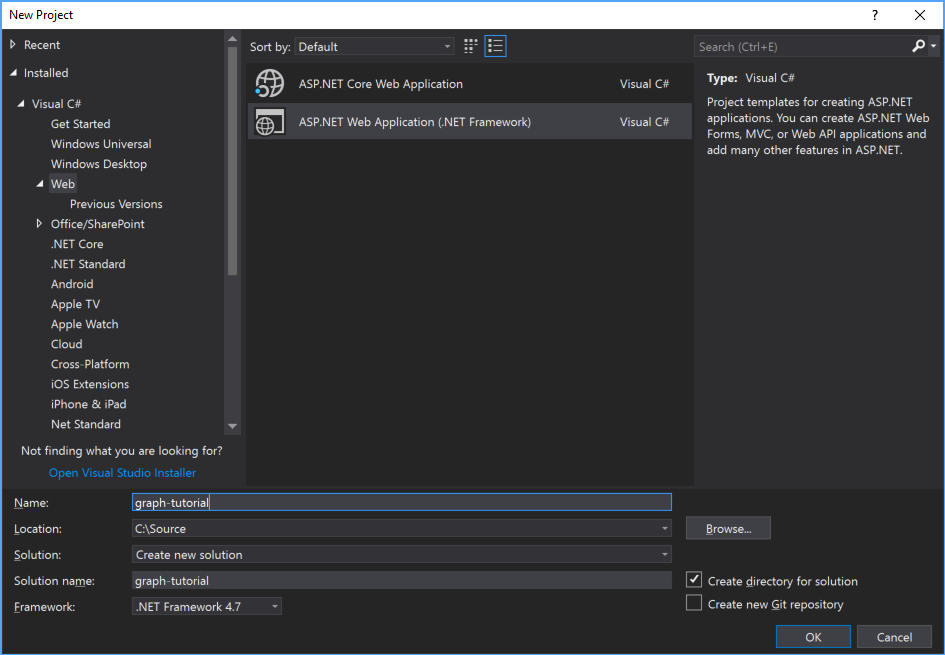 New Project
?
Recent
Installed
Visual C#
Get Started
Windows Universal
Windows Desktop
Web
Previous Versions
Office/SharePoint
.NET Core
.NET Standard
Android
Apple TV
Apple Watch
Cloud
Cross-Platform
iOS Extensions
iPhone & iPad
Net Standard
Not finding what you are looking for?
Open Visual Studio Installer
Sort by: Default
ASP.NET Core Web Application Visual C#
ASP.NET Web Application (.NET Framework) Visual C#
Search (Ctrl+E)
Type: Visual C#
Project templates for creating ASP.NET
applications. You can create ASP.NET Web
Forms, MVC, or Web API applications and
add many other features in ASP.NET.
Name: graph-tutorial
Location: C:\Source
Browse...
Solution: Create new solution
Solution name: graph-tutorial
Create directory for solution
Framework: .NET Framework 4.7
Create new Git repository
OK
Cancel